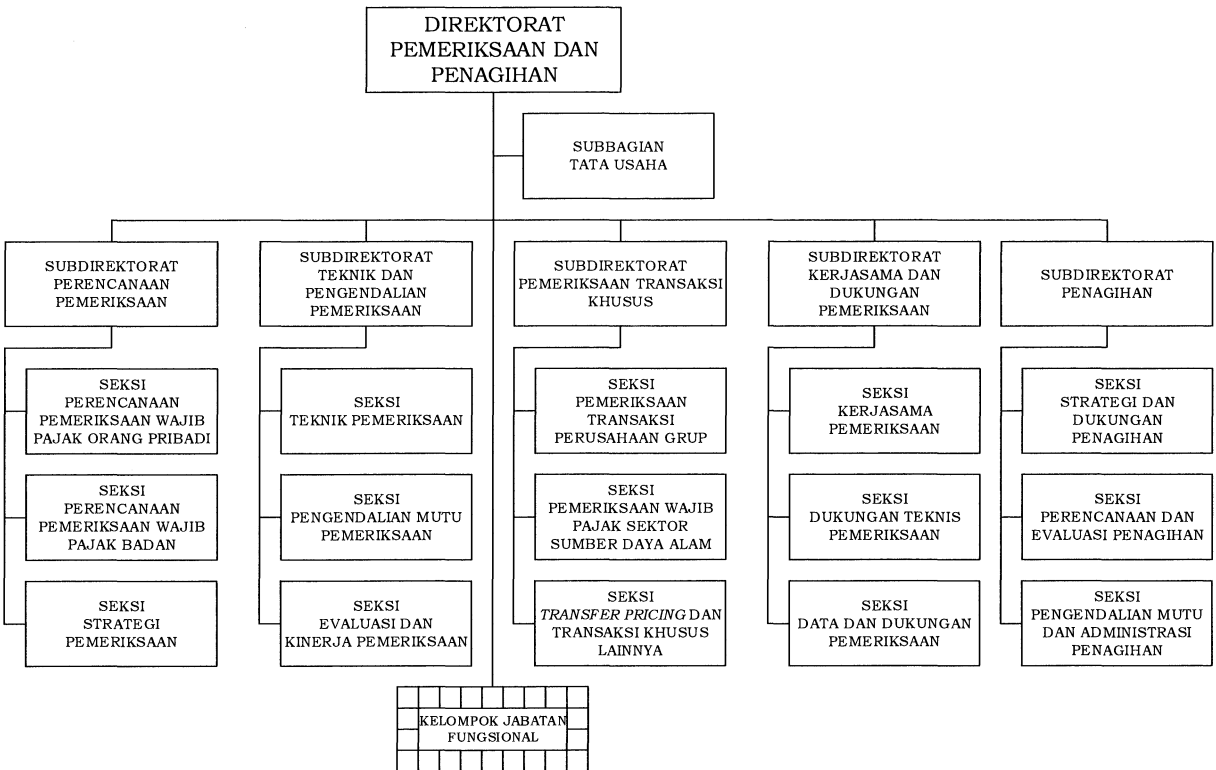 DIREKTORAT
PEMERIKSAAN DAN
PENAGIHAN
SUBBAGIAN
TATA USAHA
SUBDIREKTORAT
PERENCANAAN
PEMERIKSAAN
SUBDIREKTORAT
TEKNIK DAN
PENGENDALIAN
PEMERIKSAAN
SUBDIREKTORAT
PEMERIKSAAN TRANSAKSI
KHUSUS
SUBDIREKTORAT
KERJASAMA DAN
DUKUNGAN
PEMERIKSAAN
SUBDIREKTORAT
PENAGIHAN
SEKSI
PERENCANAAN
PEMERIKSAAN WAJIB
PAJAK ORANG PRIBADI
SEKSI
TEKNIK PEMERIKSAAN
SEKSI
PEMERIKSAAN
TRANSAKSI
PERUSAHAAN GRUP
SEKSI
KERJASAMA
PEMERIKSAAN
SEKSI
STRATEGI DAN
DUKUNGAN
PENAGIHAN
SEKSI
PERENCANAAN
PEMERIKSAAN WAJIB
PAJAK BADAN
SEKSI
PENGENDALIAN MUTU
PEMERIKSAAN
SEKSI
PEMERIKSAAN WAJIB
PAJAK SEKTOR
SUMBER DAYA ALAM
SEKSI
DUKUNGAN TEKNIS
PEMERIKSAAN
SEKSI
PERENCANAAN DAN
EVALUASI PENAGIHAN
SEKSI
STRATEGI
PEMERIKSAAN
SEKSI
EVALUASI DAN
KINERJA PEMERIKSAAN
SEKSI
TRANSFER PRICING DAN
TRANSAKSI KHUSUS
LAINNYA
SEKSI
DATA DAN DUKUNGAN
PEMERIKSAAN
SEKSI
PENGENDALIAN MUTU
DAN ADMINISTRASI
PENAGIHAN
KELOMPOK JABATAN
FUNGSIONAL